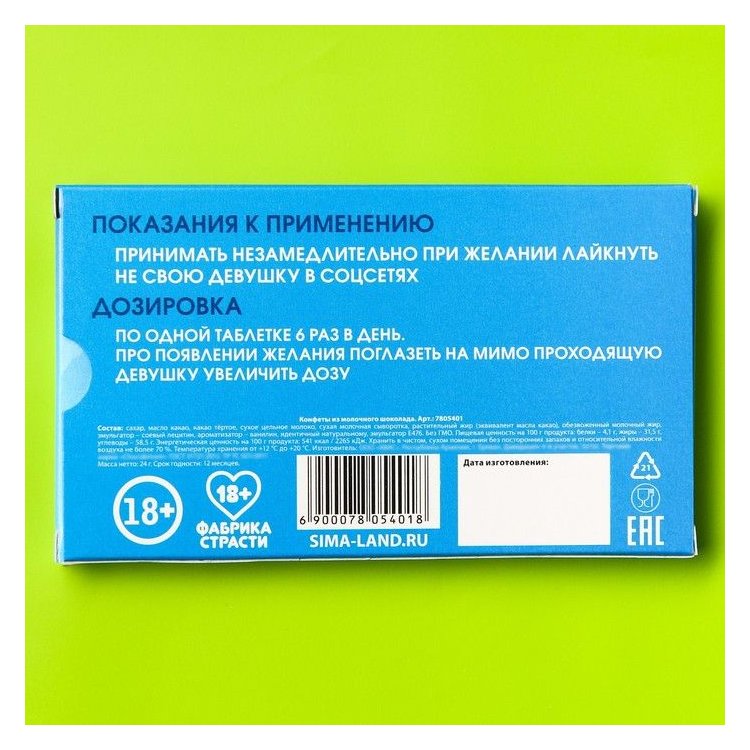 ПОКАЗАНИЯ К ПРИМЕНЕНИЮ
ПРИНИМАТЬ НЕЗАМЕДЛИТЕЛЬНО ПРИ ЖЕЛАНИИ ЛАЙКНУТЬ
НЕ СВОЮ ДЕВУШКУ В СОЦСЕТЯХ
ДОЗИРОВКА
ПО ОДНОЙ ТАБЛЕТКЕ 6 РАЗ В ДЕНЬ.
ПРО ПОЯВЛЕНИИ ЖЕЛАНИЯ ПОГЛАЗЕТЬ НА МИМО ПРОХОДЯЩУЮ
ДЕВУШКУ УВЕЛИЧИТЬ ДОЗУ
Конфеты из молочного шоколада. Арт.: 7805401
Состав: сахар, масло какао, какао тёртое, сухое цельное молоко, сухая молочная сыворотка, растительный жир (эквивалент масла какао), обезвоженный молочный жир,
эмульгатор – соевый лецитин, ароматизатор – ванилин, идентичный натуральному, эмульгатор Е476. Без ГМО. Пищевая ценность на 100 г продукта: белки – 4,1 г, жиры – 31,5 г,
углеводы – 58,5 г. Энергетическая ценность на 100 г продукта: 541 ккал / 2265 кДж. Хранить в чистом, сухом помещении без посторонних запахов и относительной влажности
воздуха не более 70 %. Температура хранения от +12 °C до +20 °C. Изготовитель:
Масса нетто: 24 г. Срок годности: 12 месяцев.
18+
18+
ФАБРИКА
СТРАСТИ
6 900078 054018
SIMA-LAND.RU
Дата изготовления:
21
EAC